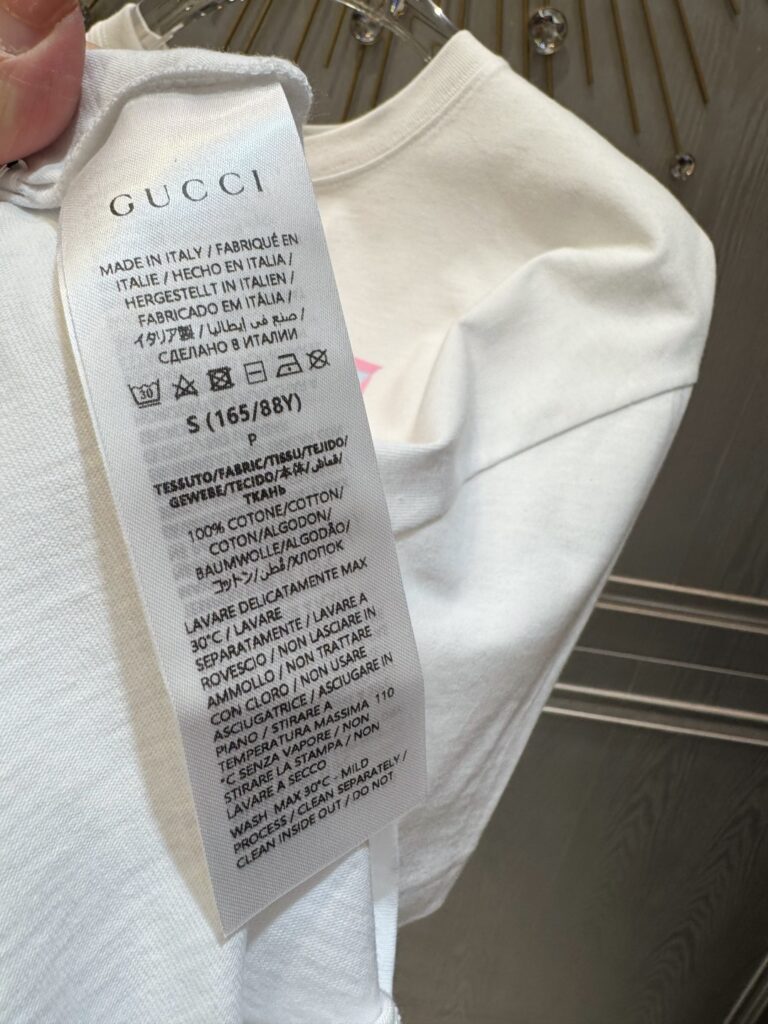 GUCCI
MADE IN ITALY / FABRIQUÉ EN
ITALIE / HECHO EN ITALIA /
HERGESTELLT IN ITALIEN /
FABRICADO EM ITÀLIA /
イタリア製 / صنع في إيطاليا /
СДЕЛАНО В ИТАЛИИ
30
S (165/88Y)
P
TESSUTO/FABRIC/TISSU/TEJIDO/
GEWEBE/TECIDO/本体/قماش/
ТКАНЬ
100% COTONE/COTTON/
COTON/ALGODON/
BAUMWOLLE/ALGODÃO/
コットン/قطن/ХЛОПОК
LAVARE DELICATAMENTE MAX
30°C / LAVARE
SEPARATAMENTE / LAVARE A
ROVESCIO / NON LASCIARE IN
AMMOLLO / NON TRATTARE
CON CLORO / NON USARE
ASCIUGATRICE / ASCIUGARE IN
PIANO / STIRARE A
TEMPERATURA MASSIMA 110
°C SENZA VAPORE / NON
STIRARE LA STAMPA / NON
LAVARE A SECCO
WASH MAX 30°C - MILD
PROCESS / CLEAN SEPARATELY /
CLEAN INSIDE OUT / DO NOT